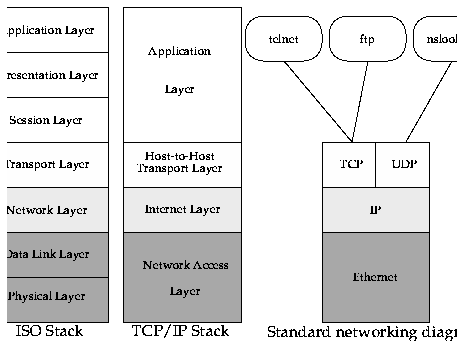 pplication Layer
resentation Layer
Session Layer
ransport Layer
Network Layer
Data Link Layer
Physical Layer
ISO Stack
Application
Layer
Host-to-Host
Transport Layer
Internet Layer
Network Access
Layer
TCP/IP Stack
telnet
ftp
nslook
TCP
UDP
IP
Ethernet
Standard networking diagr